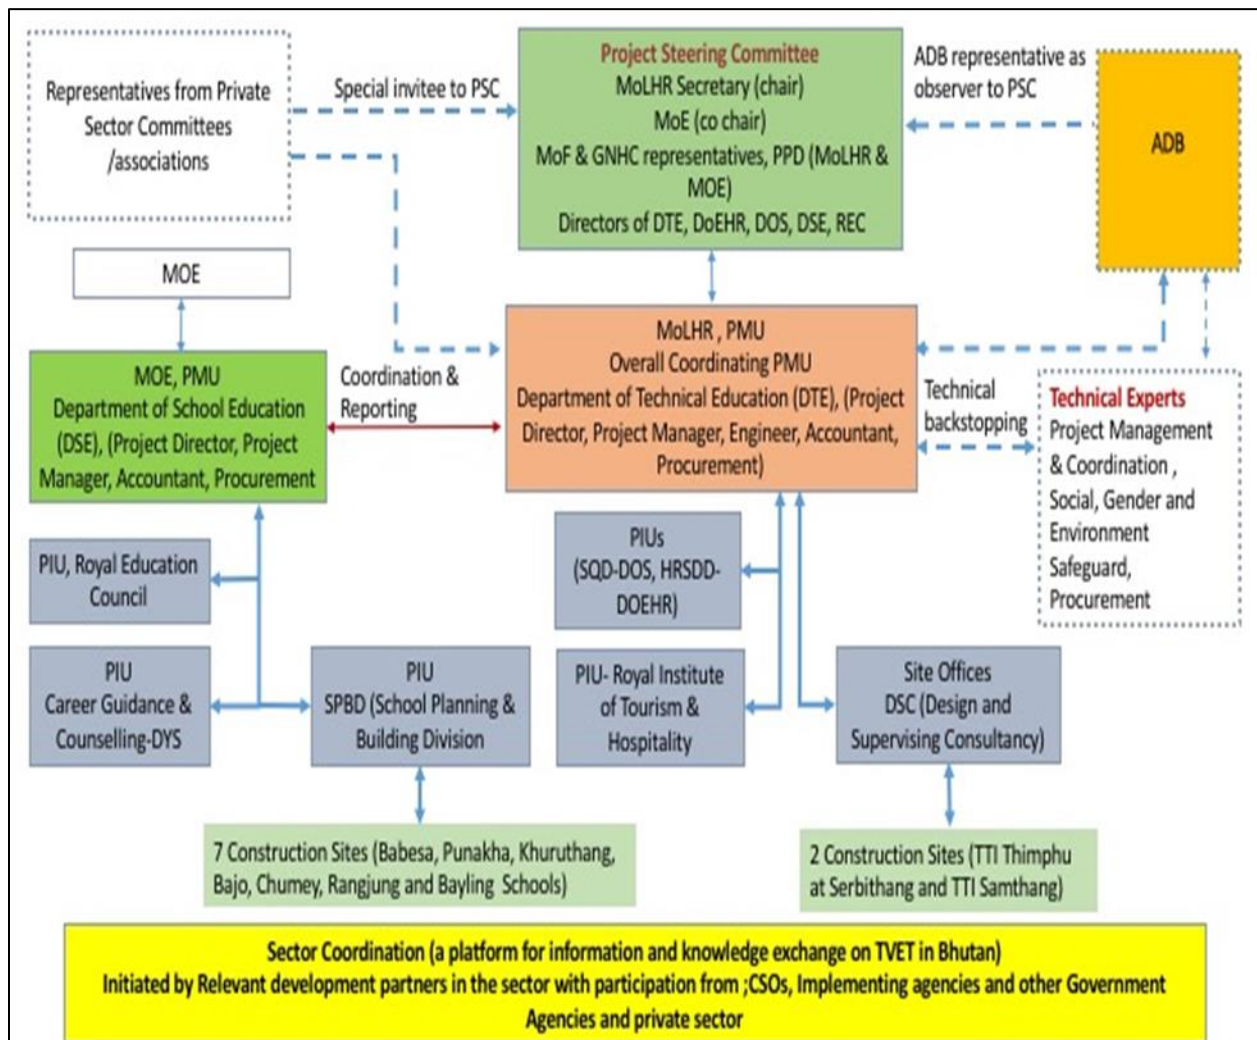 Representatives from Private
Sector Committees
/associations
Special invitee to PSC
Project Steering Committee
MoLHR Secretary (chair)
MoE (co chair)
MoF & GNHC representatives, PPD (MoLHR &
MOE)
Directors of DTE, DoEHR, DOS, DSE, REC
ADB representative as
observer to PSC
ADB
MOE
MOE, PMU
Department of School Education
(DSE), (Project Director, Project
Manager, Accountant, Procurement
Coordination &
Reporting
MoLHR , PMU
Overall Coordinating PMU
Department of Technical Education (DTE), (Project
Director, Project Manager, Engineer, Accountant,
Procurement)
Technical
backstopping
Technical Experts
Project Management
& Coordination ,
Social, Gender and
Environment
Safeguard,
Procurement
PIU, Royal Education
Council
PIU
Career Guidance &
Counselling-DYS
PIU
SPBD (School Planning &
Building Division
PIUs
(SQD-DOS, HRSDD-
DOEHR)
PIU- Royal Institute
of Tourism &
Hospitality
Site Offices
DSC (Design and
Supervising Consultancy)
7 Construction Sites (Babesa, Punakha, Khuruthang,
Bajo, Chumey, Rangjung and Bayling Schools)
2 Construction Sites (TTI Thimphu
at Serbithang and TTI Samthang)
Sector Coordination (a platform for information and knowledge exchange on TVET in Bhutan)
Initiated by Relevant development partners in the sector with participation from ;CSOs, Implementing agencies and other Government
Agencies and private sector